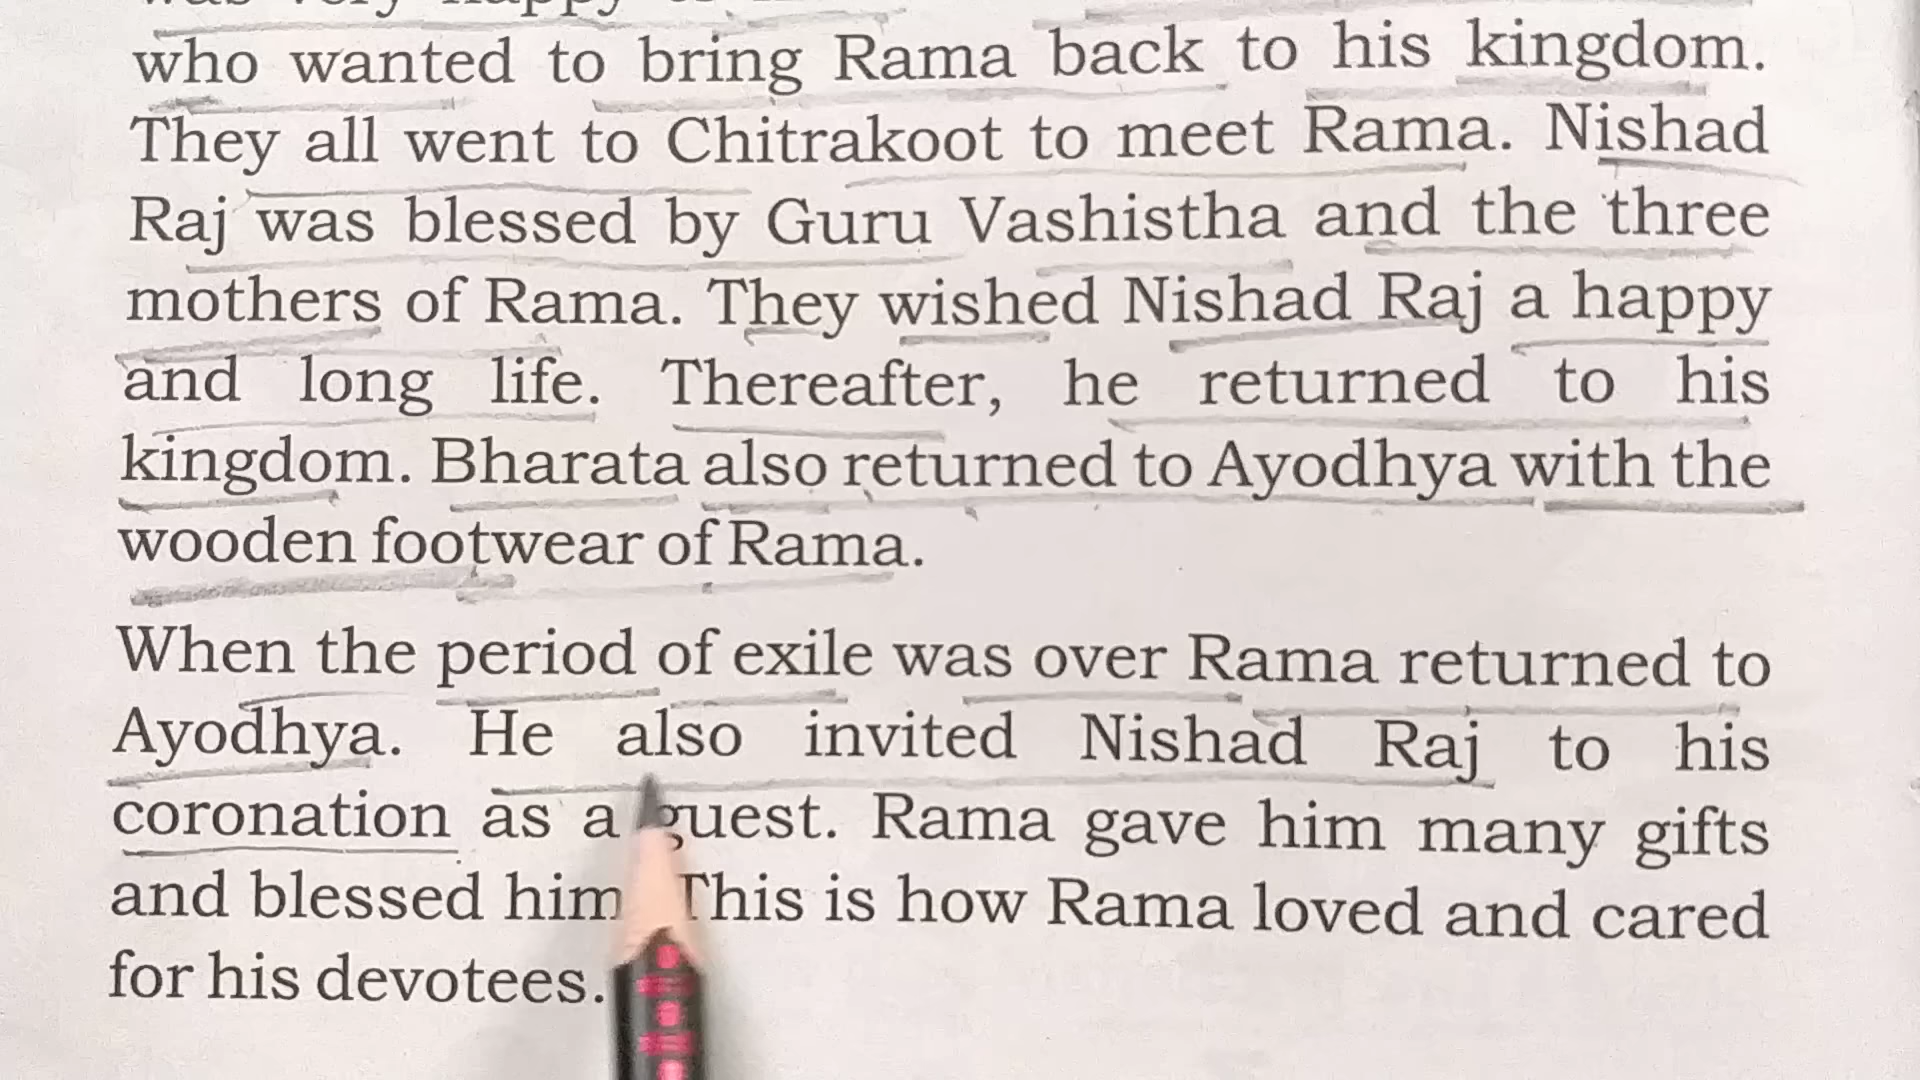 who wanted to bring Rama back to his kingdom.
They all went to Chitrakoot to meet Rama. Nishad
Raj was blessed by Guru Vashistha and the three
mothers of Rama. They wished Nishad Raj a happy
and long life. Thereafter, he returned to his
kingdom. Bharata also returned to Ayodhya with the
wooden footwear of Rama.
When the period of exile was over Rama returned to
Ayodhya. He also invited Nishad Raj to his
coronation as a guest. Rama gave him many gifts
and blessed him This is how Rama loved and cared
for his devotees.